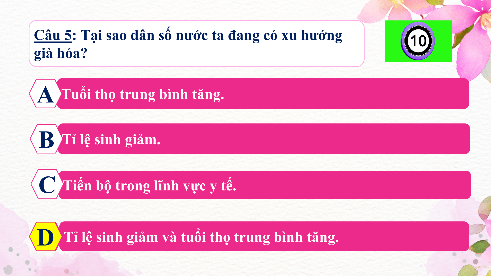 Câu 5: Tại sao dân số nước ta đang có xu hướng
già hóa?
10
A Tuổi thọ trung bình tăng.
B Tỉ lệ sinh giảm.
C Tiến bộ trong lĩnh vực y tế.
D Tỉ lệ sinh giảm và tuổi thọ trung bình tăng.